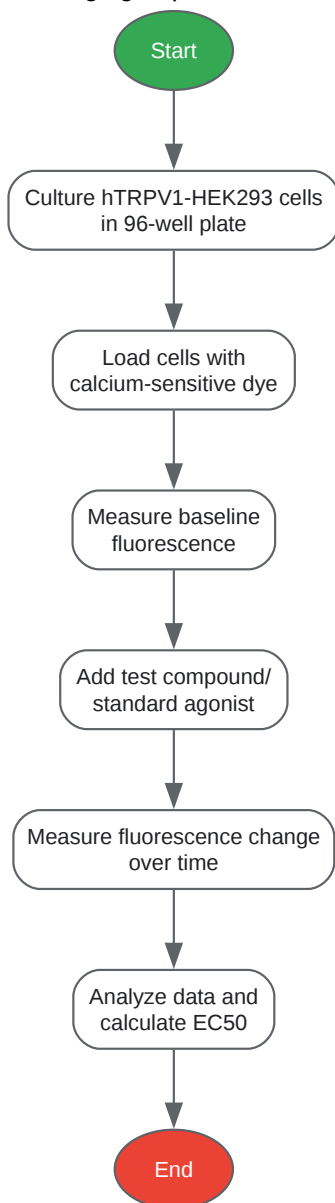 Start
Culture hTRPV1-HEK293 cells
in 96-well plate
Load cells with
calcium-sensitive dye
Measure baseline
fluorescence
Add test compound/
standard agonist
Measure fluorescence change
over time
Analyze data and
calculate EC50
End